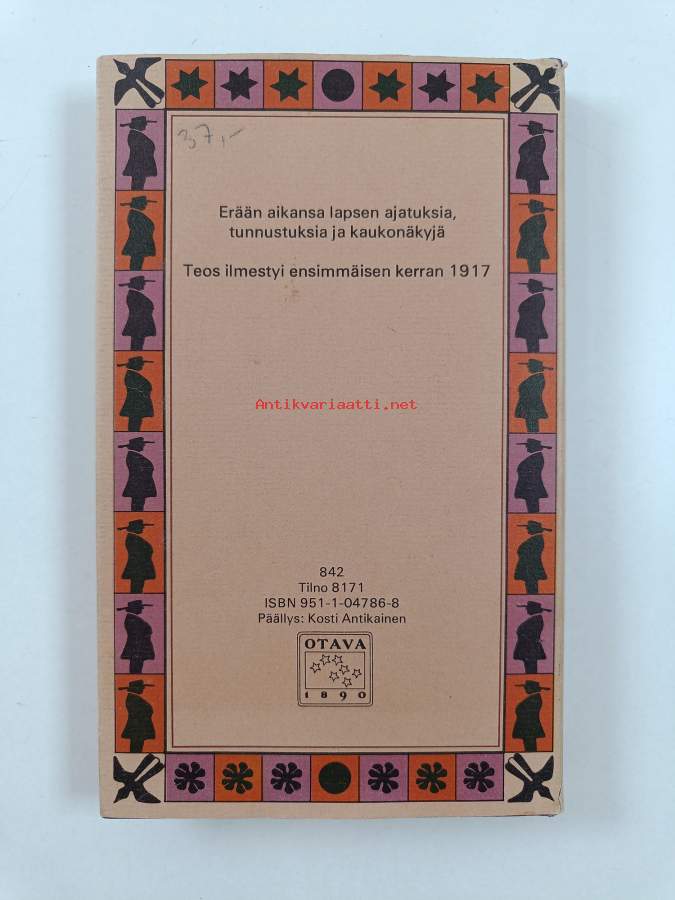 37,-
Erään aikansa lapsen ajatuksia,
tunnustuksia ja kaukonäkyjä
Teos ilmestyi ensimmäisen kerran 1917
Antikvariaatti.net
842
Tilno 8171
ISBN 951-1-04786-8
Päällys: Kosti Antikainen
OTAVA
1890